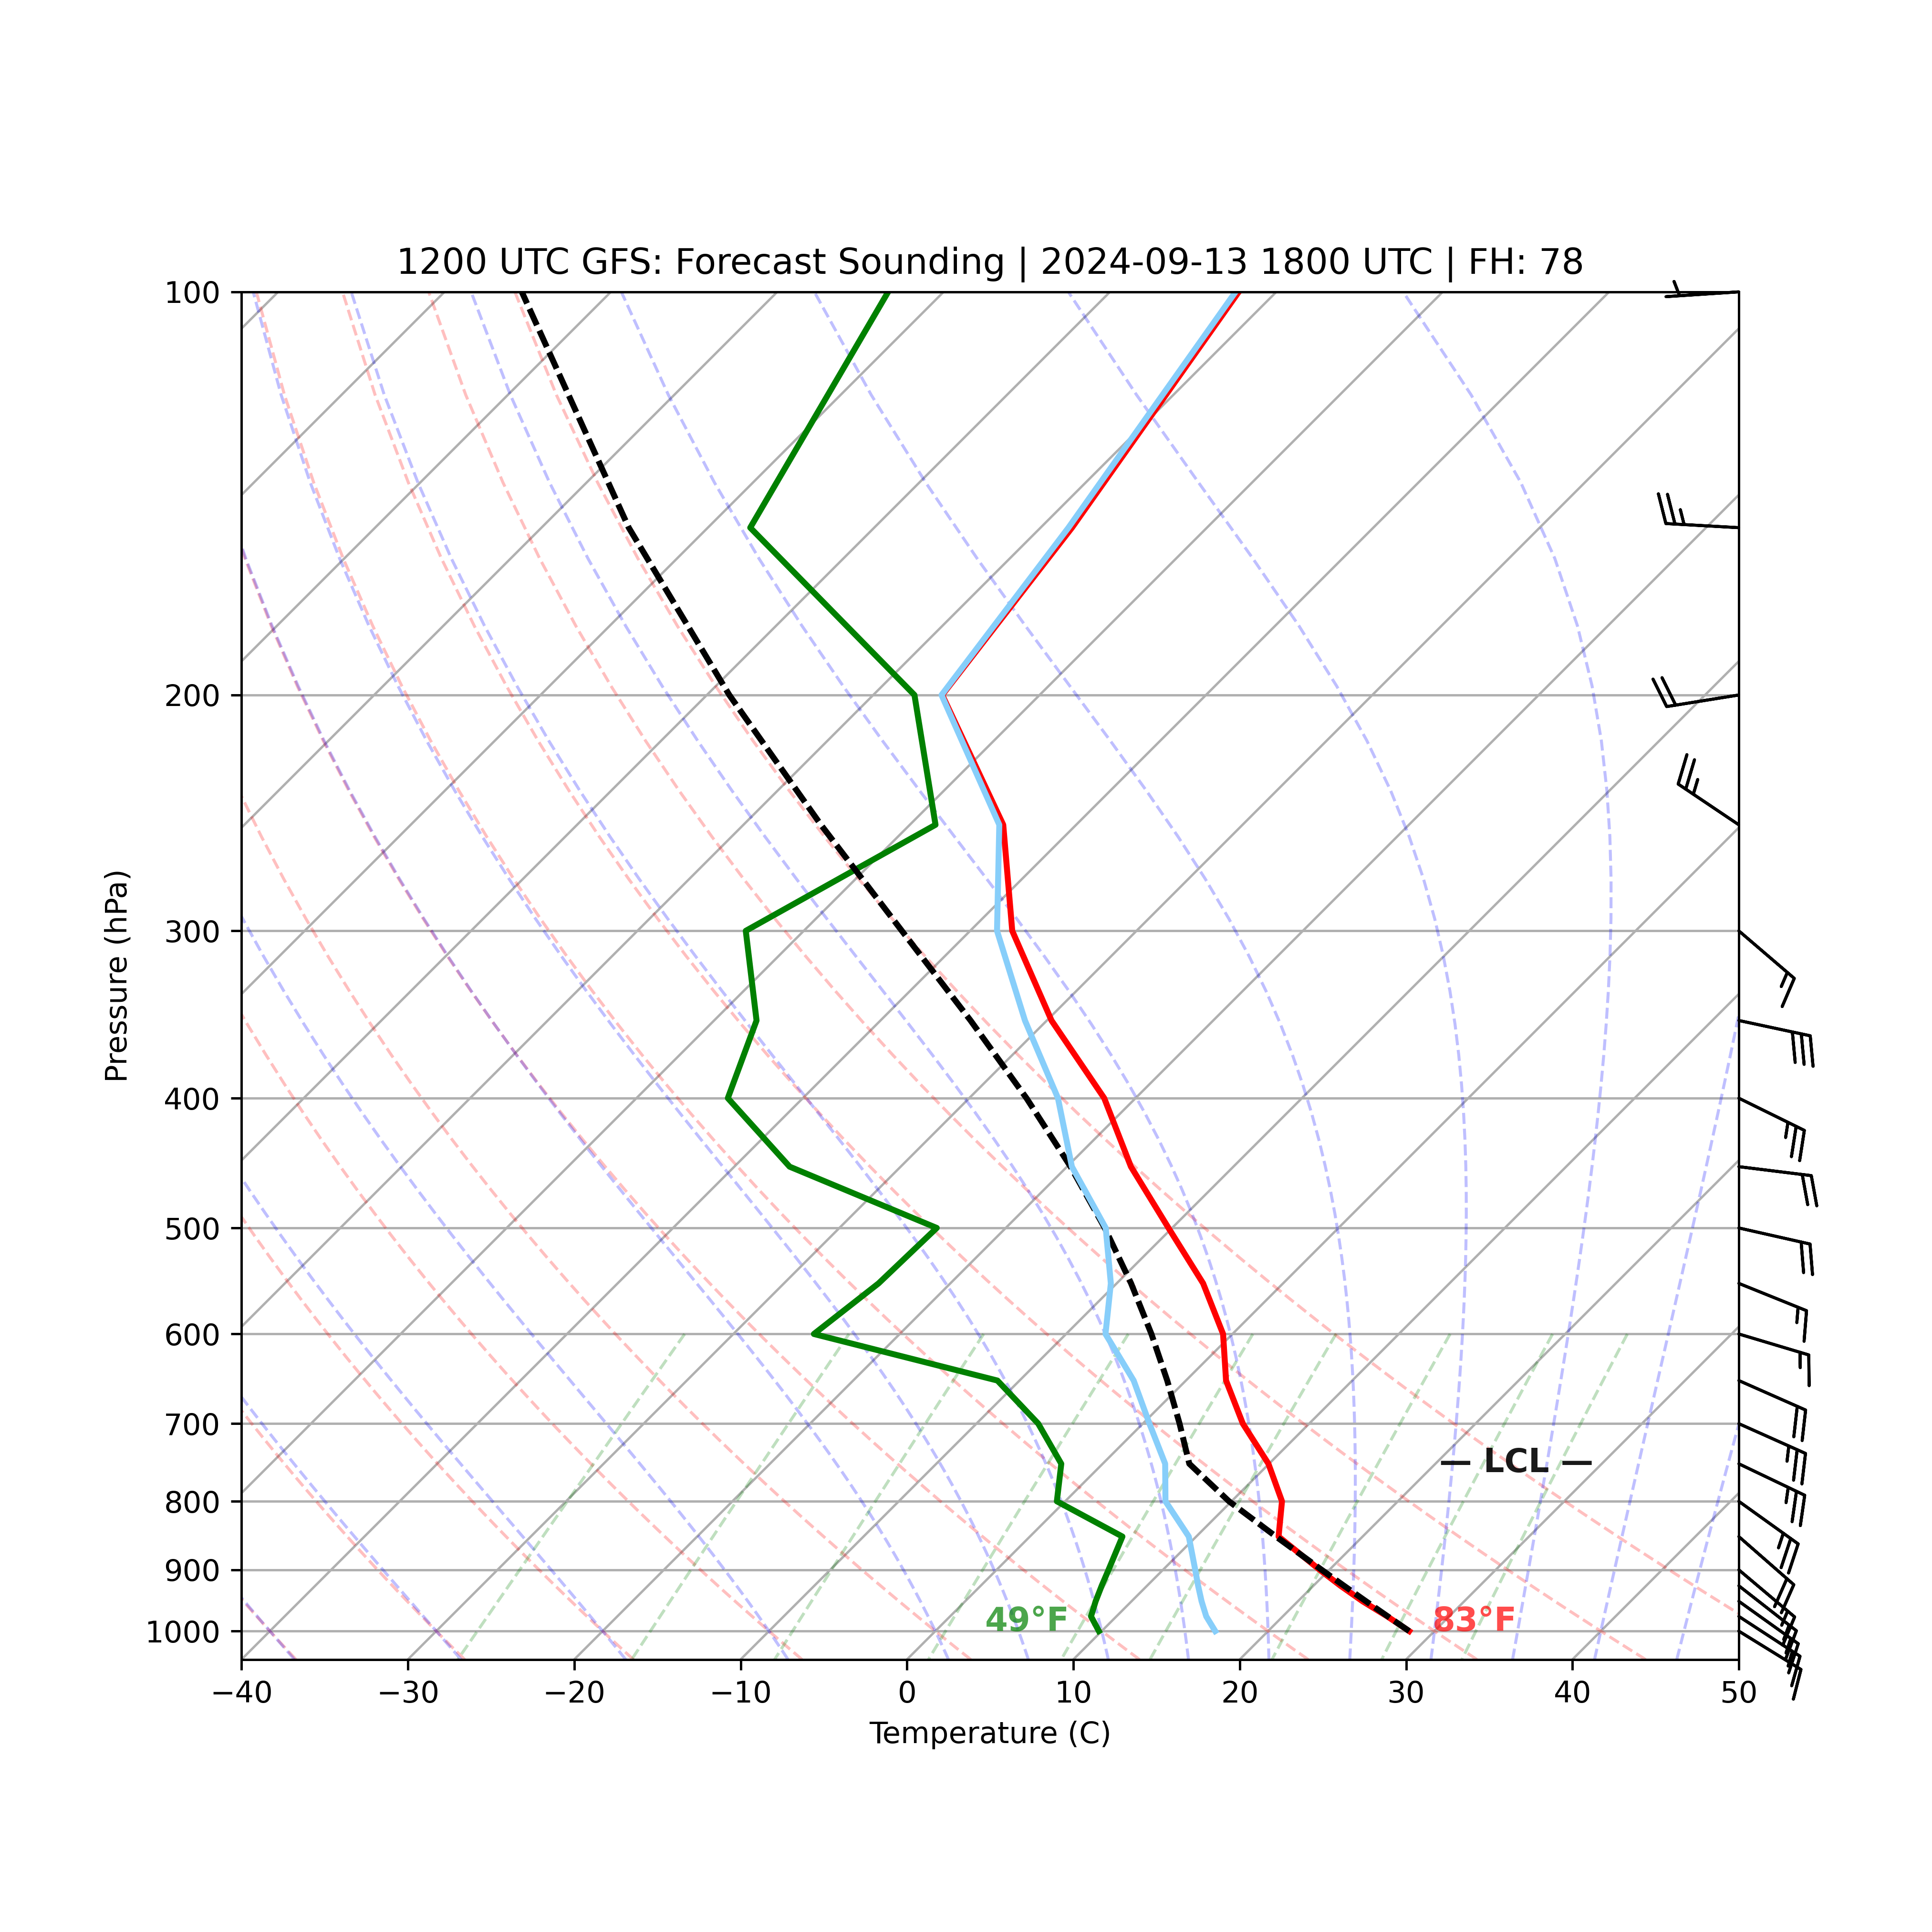 1200 UTC GFS: Forecast Sounding | 2024-09-13 1800 UTC | FH: 78
100
200
300
400
500
600
700
800
900
1000
Pressure (hPa)
— LCL —
49°F
83°F
−40 −30 −20 −10 0 10 20 30 40 50
Temperature (C)